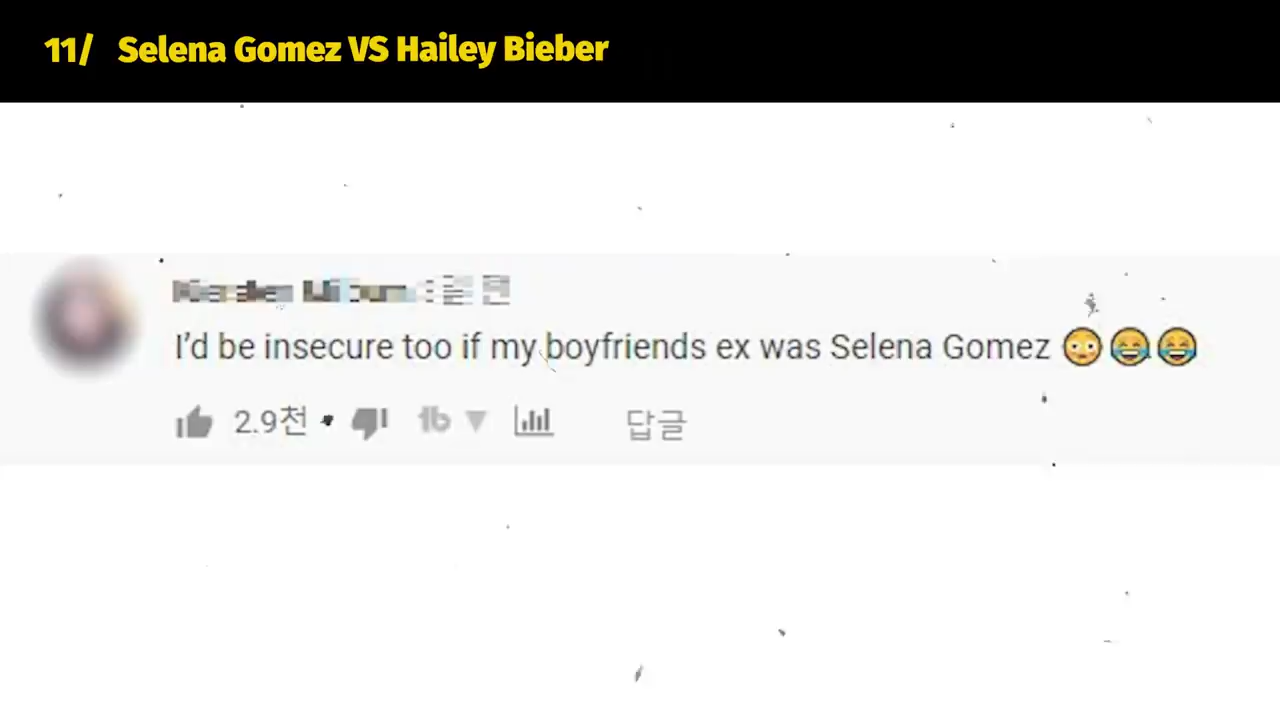 11/ Selena Gomez VS Hailey Bieber
I'd be insecure too if my boyfriends ex was Selena Gomez 😳😂😂
2.9천
답글